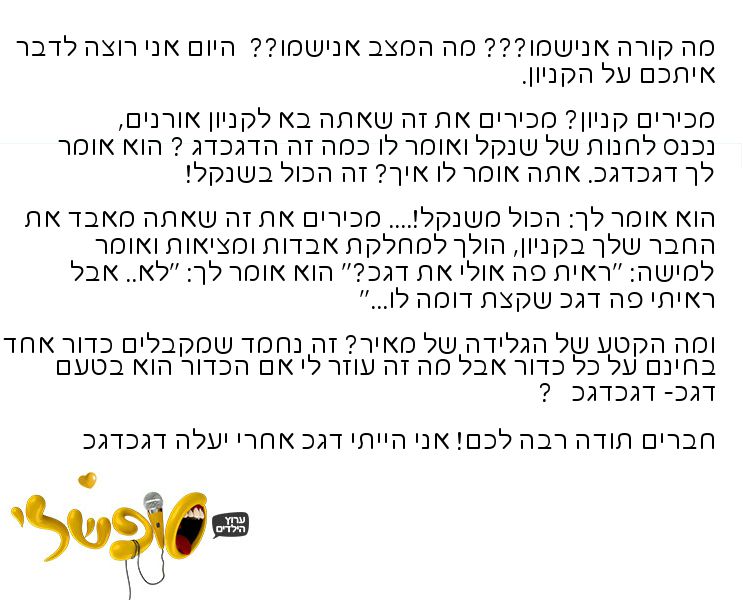 מה קורה אנישמו??? מה המצב אנישמו?? היום אני רוצה לדבר
איתכם על הקניון.
מכירים קניון? מכירים את זה שאתה בא לקניון אורנים,
נכנס לחנות של שנקל ואומר לו כמה זה הדגכדג ? הוא אומר
לך דגכדגכ. אתה אומר לו איך? זה הכול בשנקל!
הוא אומר לך: הכול משנקל!.... מכירים את זה שאתה מאבד את
החבר שלך בקניון, הולך למחלקת אבדות ומציאות ואומר
למישה: "ראית פה אולי את דגכ?" הוא אומר לך: "לא.. אבל
ראיתי פה דגכ שקצת דומה לו..."
ומה הקטע של הגלידה של מאיר? זה נחמד שמקבלים כדור אחד
בחינם על כל כדור אבל מה זה עוזר לי אם הכדור הוא בטעם
דגכ- דגכדגכ ?
חברים תודה רבה לכם! אני הייתי דגכ אחרי יעלה דגכדגכ
סופשלי
ערוץ
הילדים